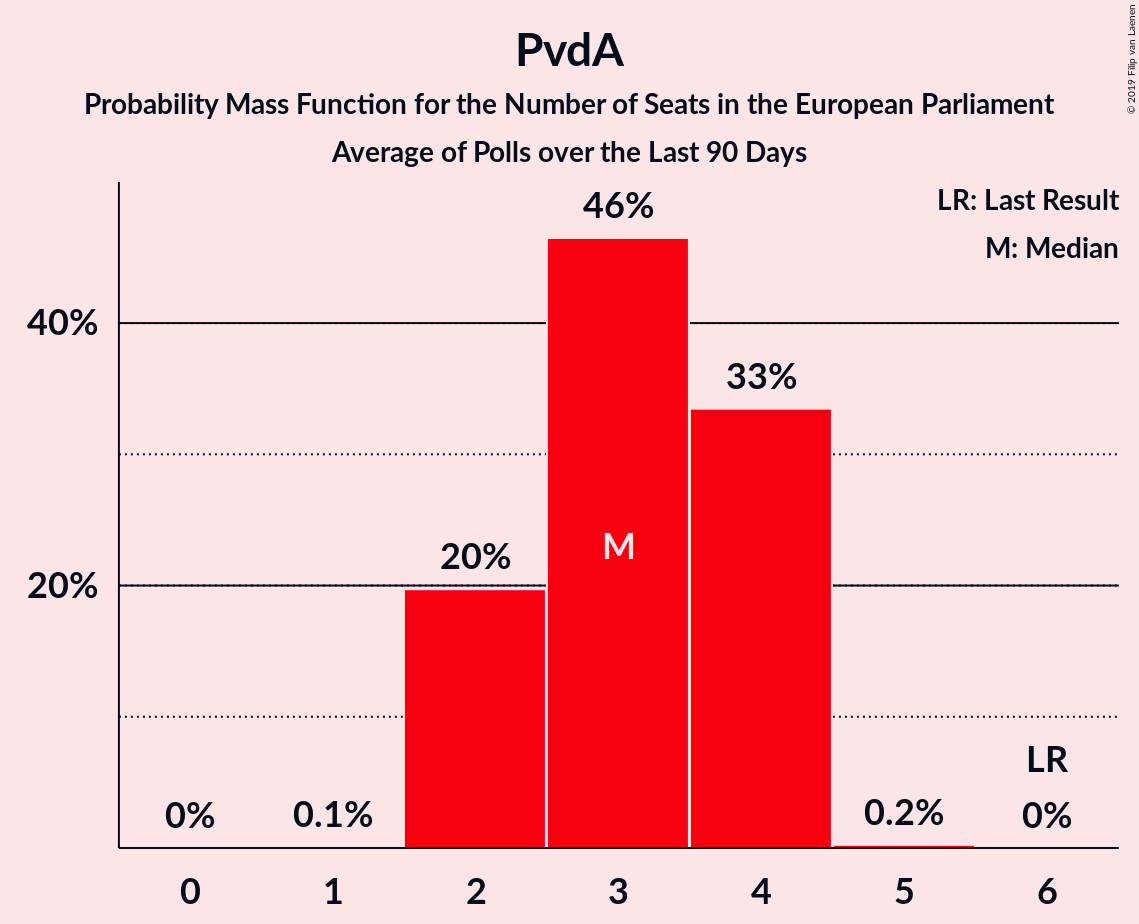 PvdA
Probability Mass Function for the Number of Seats in the European Parliament
Average of Polls over the Last 90 Days
© 2019 Filip van Laenen
LR: Last Result
M: Median
46%
40%
33%
20%
M
20%
LR
0%
0.1%
0.2%
0%
0 1 2 3 4 5 6